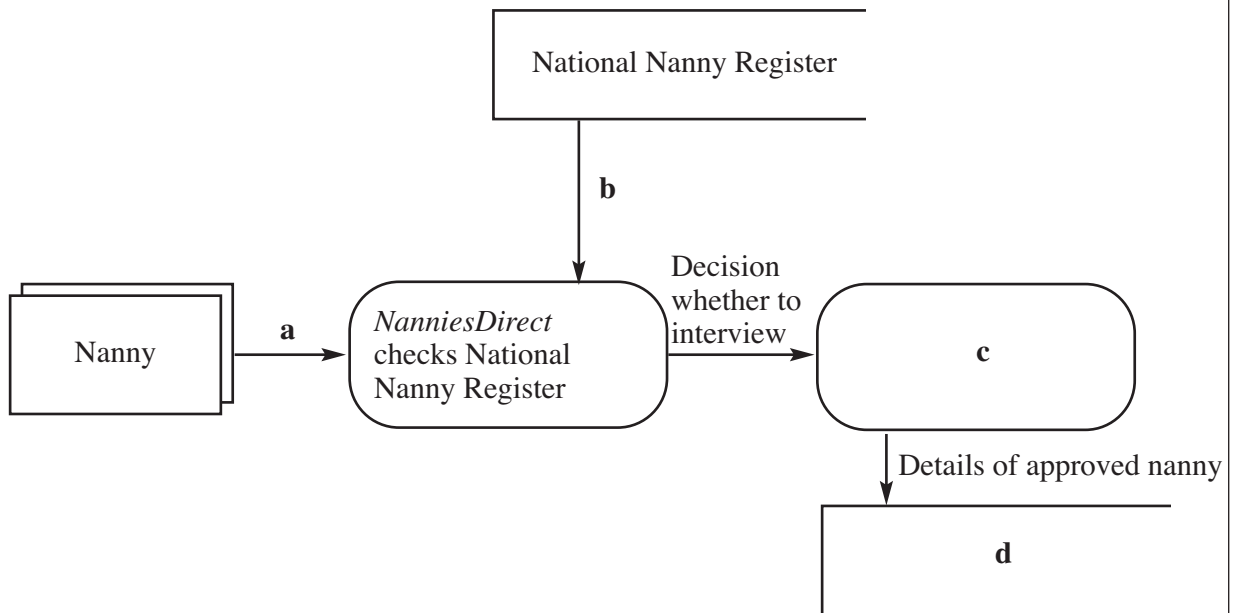 National Nanny Register
b
Nanny
a
NanniesDirect
checks National
Nanny Register
Decision
whether to
interview
c
Details of approved nanny
d